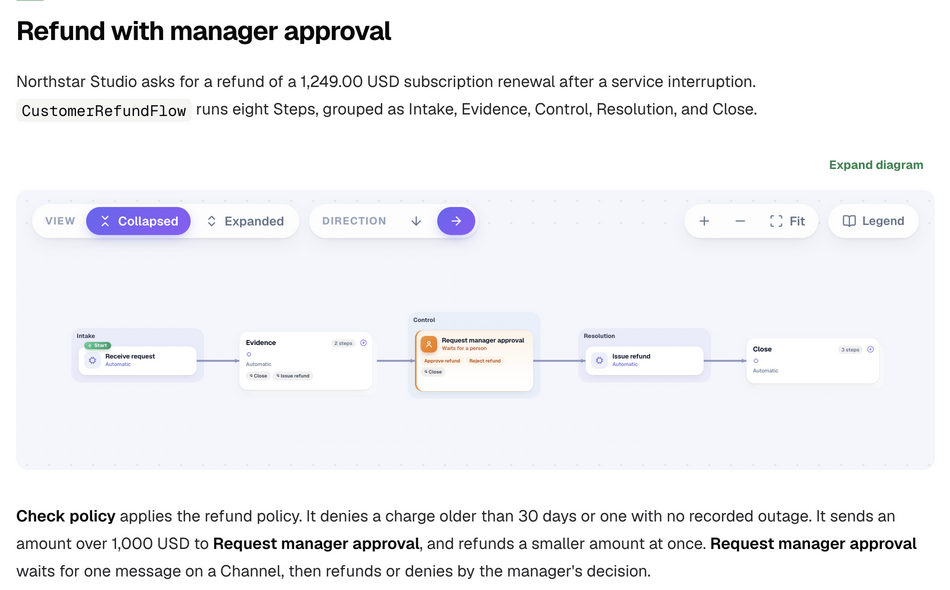 Refund with manager approval
Northstar Studio asks for a refund of a 1,249.00 USD subscription renewal after a service interruption.
CustomerRefundFlow runs eight Steps, grouped as Intake, Evidence, Control, Resolution, and Close.
Expand diagram
VIEW Collapsed Expanded DIRECTION Fit Legend
Intake
Start
Receive request
Automatic
Evidence 2 steps
Automatic
Close Issue refund
Control
Request manager approval
Waits for a person
Approve refund Reject refund
Close
Resolution
Issue refund
Automatic
Close 3 steps
Automatic
Check policy applies the refund policy. It denies a charge older than 30 days or one with no recorded outage. It sends an
amount over 1,000 USD to Request manager approval, and refunds a smaller amount at once. Request manager approval
waits for one message on a Channel, then refunds or denies by the manager's decision.